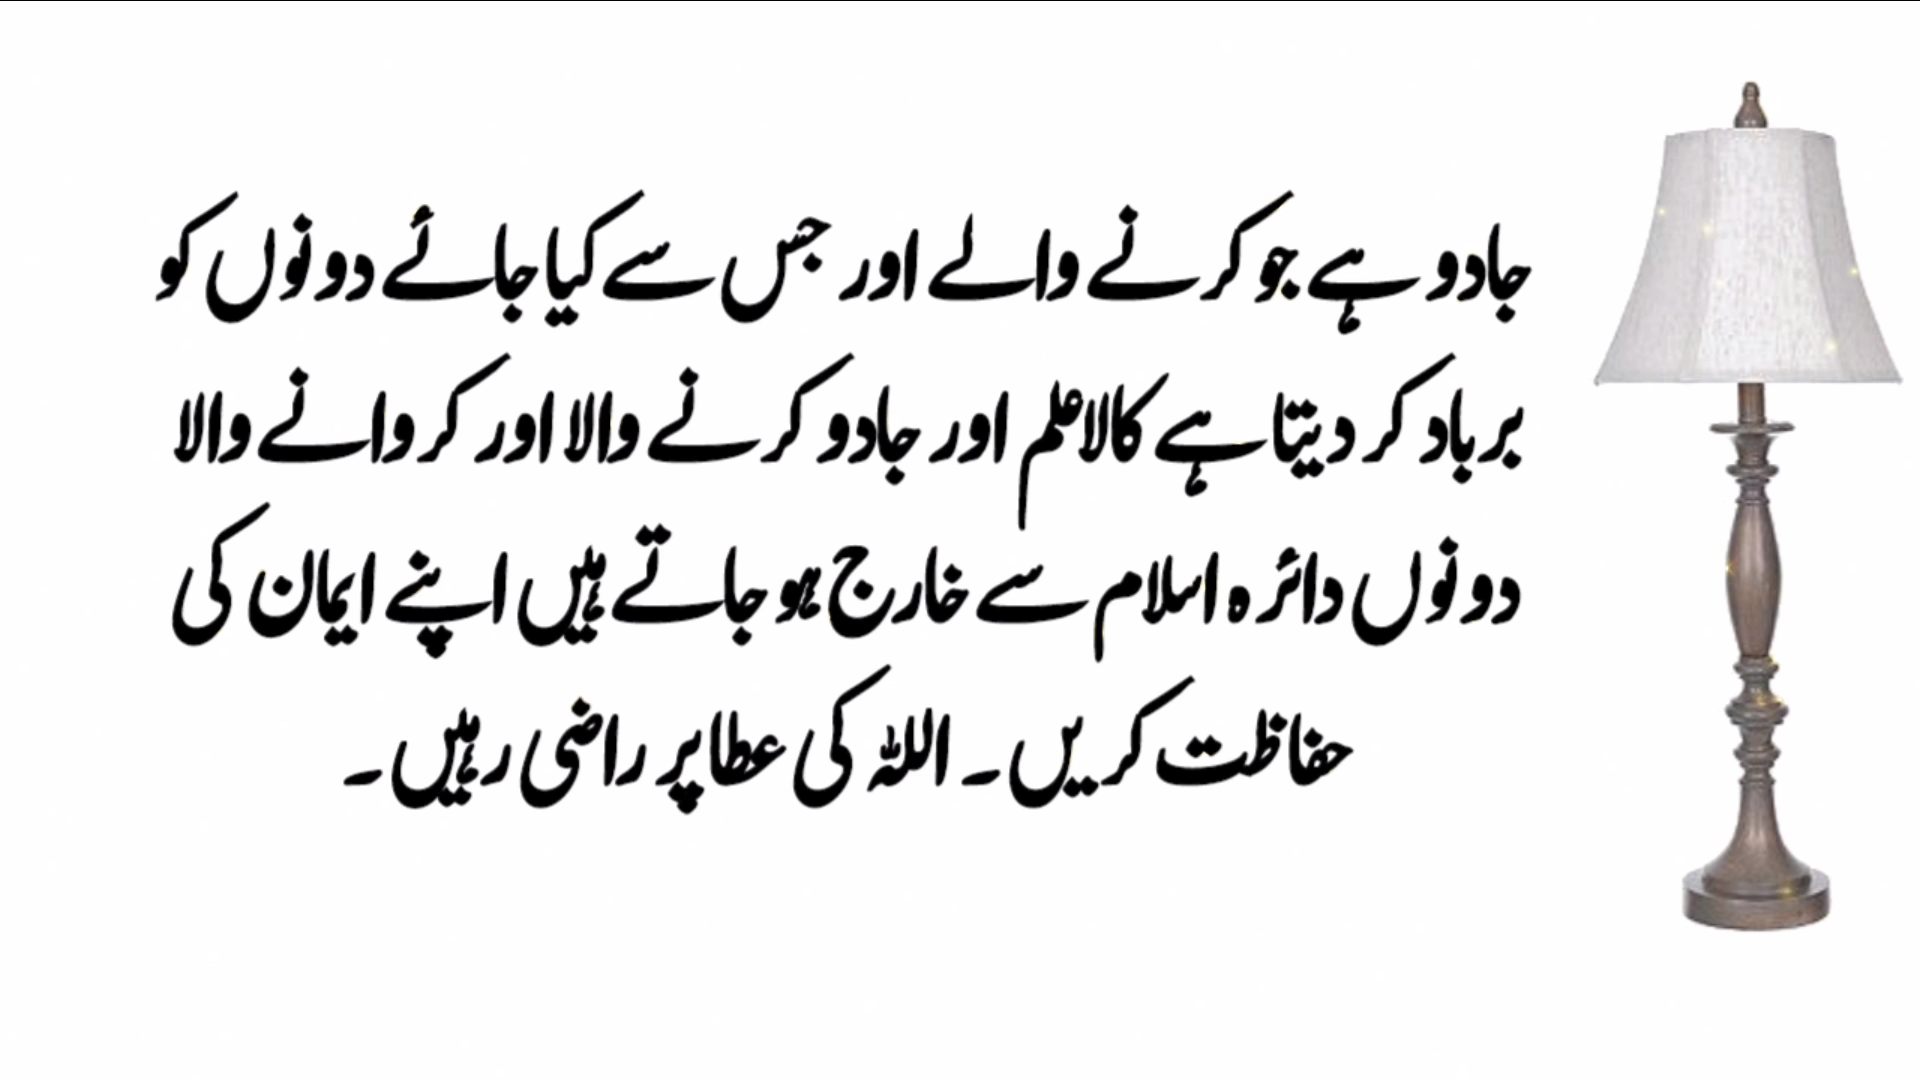 جادو ہے جو کرنے والے اور جس سے کیا جائے دونوں کو
برباد کر دیتا ہے کالا علم اور جادو کرنے والا اور کروانے والا
دونوں دائرہ اسلام سے خارج ہو جاتے ہیں اپنے ایمان کی
حفاظت کریں۔ اللہ کی عطا پر راضی رہیں۔